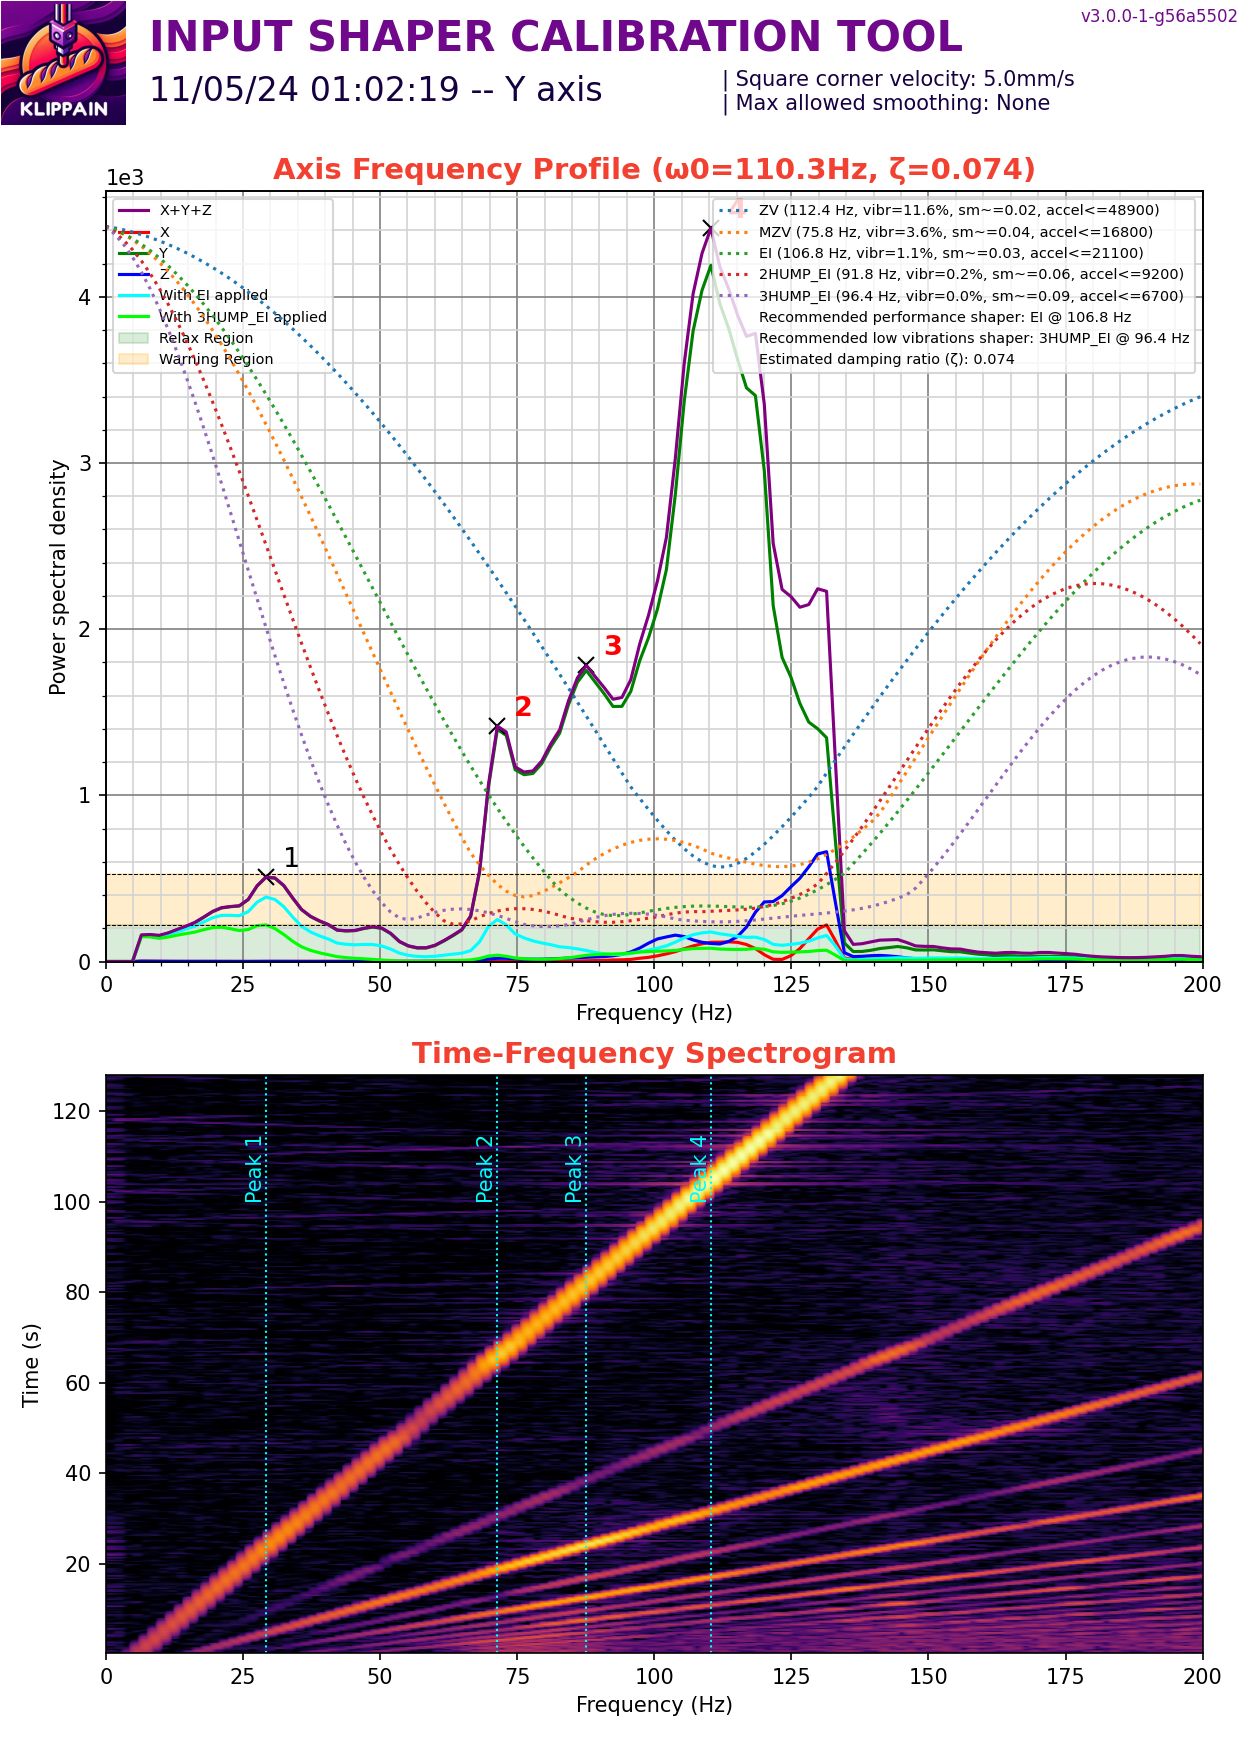 INPUT SHAPER CALIBRATION TOOL
v3.0.0-1-g56a5502
11/05/24 01:02:19 -- Y axis
| Square corner velocity: 5.0mm/s
| Max allowed smoothing: None
KLIPPAIN
Axis Frequency Profile (ω0=110.3Hz, ζ=0.074)
1e3
X+Y+Z
X
Y
Z
With EI applied
With 3HUMP_EI applied
Relax Region
Warning Region
4
ZV (112.4 Hz, vibr=11.6%, sm~=0.02, accel<=48900)
MZV (75.8 Hz, vibr=3.6%, sm~=0.04, accel<=16800)
EI (106.8 Hz, vibr=1.1%, sm~=0.03, accel<=21100)
2HUMP_EI (91.8 Hz, vibr=0.2%, sm~=0.06, accel<=9200)
3HUMP_EI (96.4 Hz, vibr=0.0%, sm~=0.09, accel<=6700)
Recommended performance shaper: EI @ 106.8 Hz
Recommended low vibrations shaper: 3HUMP_EI @ 96.4 Hz
Estimated damping ratio (ζ): 0.074
4
3
2
1
0
Power spectral density
3
2
1
0 25 50 75 100 125 150 175 200
Frequency (Hz)
Time-Frequency Spectrogram
120
100
80
60
40
20
Time (s)
Peak 1
Peak 2
Peak 3
Peak 4
0 25 50 75 100 125 150 175 200
Frequency (Hz)